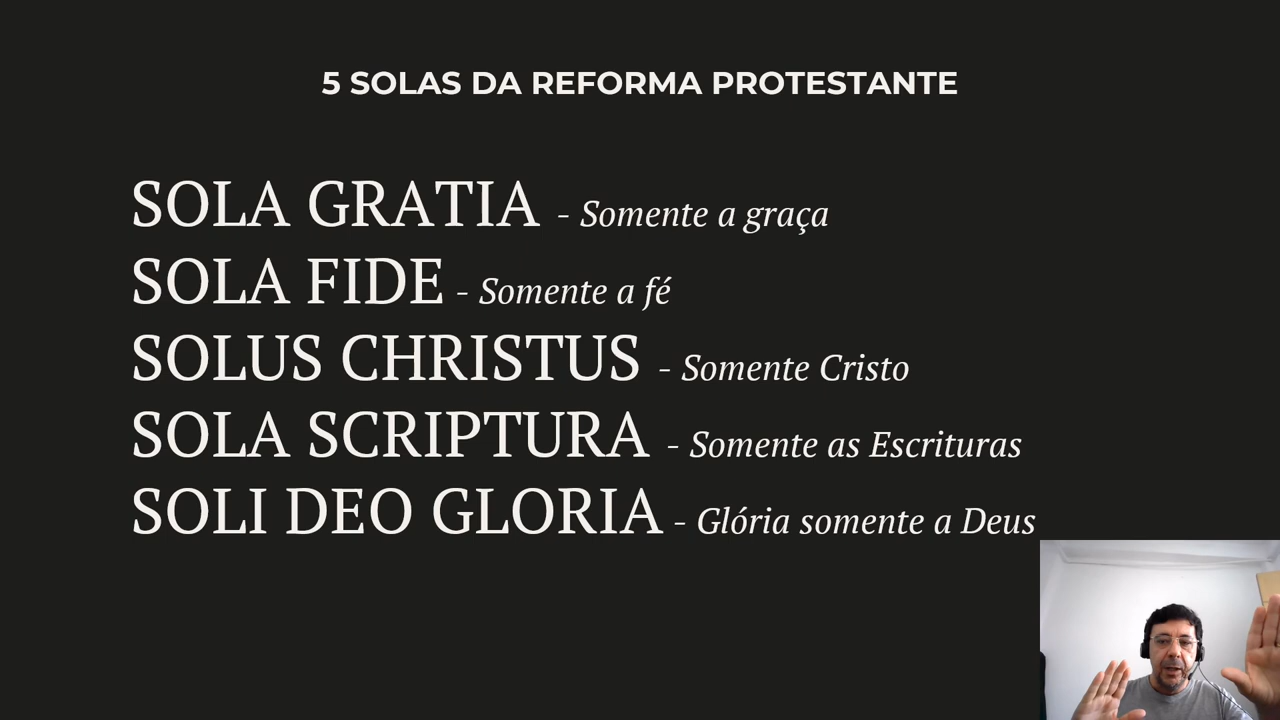 5 SOLAS DA REFORMA PROTESTANTE
SOLA GRATIA - Somente a graça
SOLA FIDE - Somente a fé
SOLUS CHRISTUS - Somente Cristo
SOLA SCRIPTURA - Somente as Escrituras
SOLI DEO GLORIA - Glória somente a Deus